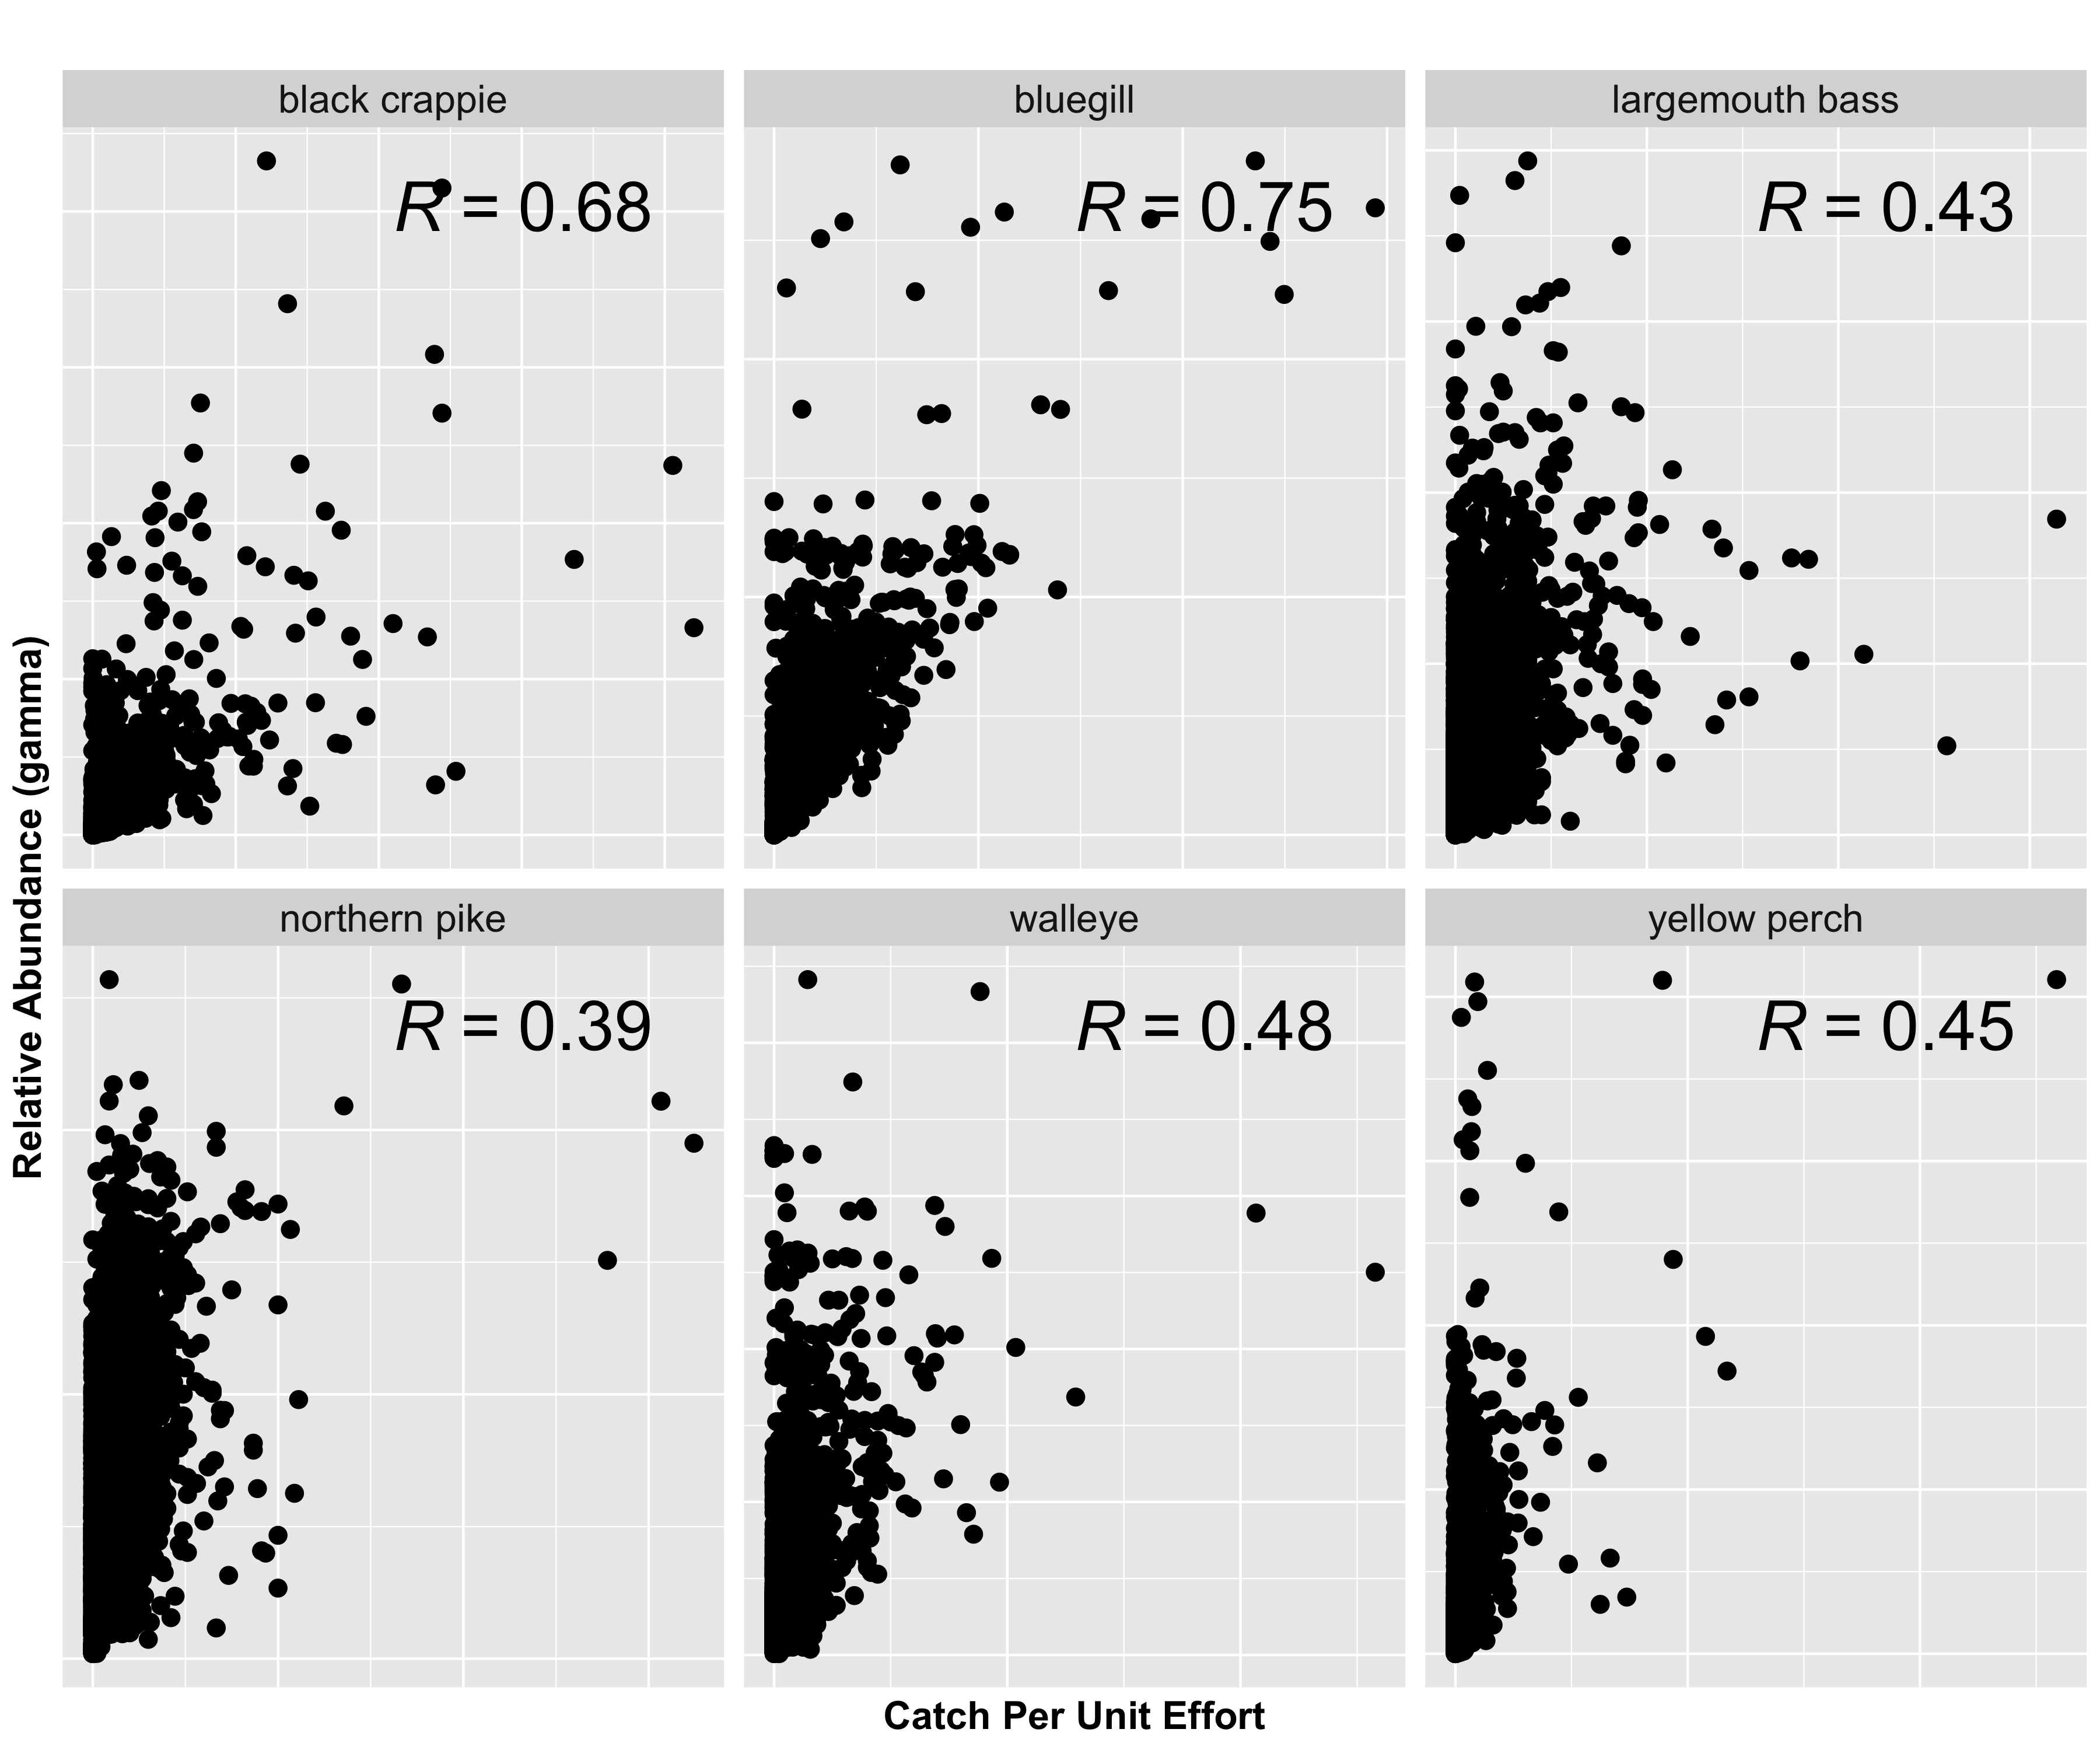 black crappie
bluegill
largemouth bass
R = 0.68
R = 0.75
R = 0.43
northern pike
walleye
yellow perch
R = 0.39
R = 0.48
R = 0.45
Relative Abundance (gamma)
Catch Per Unit Effort